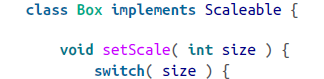 class Box implements Scaleable {
void setScale( int size ) {
switch( size ) {